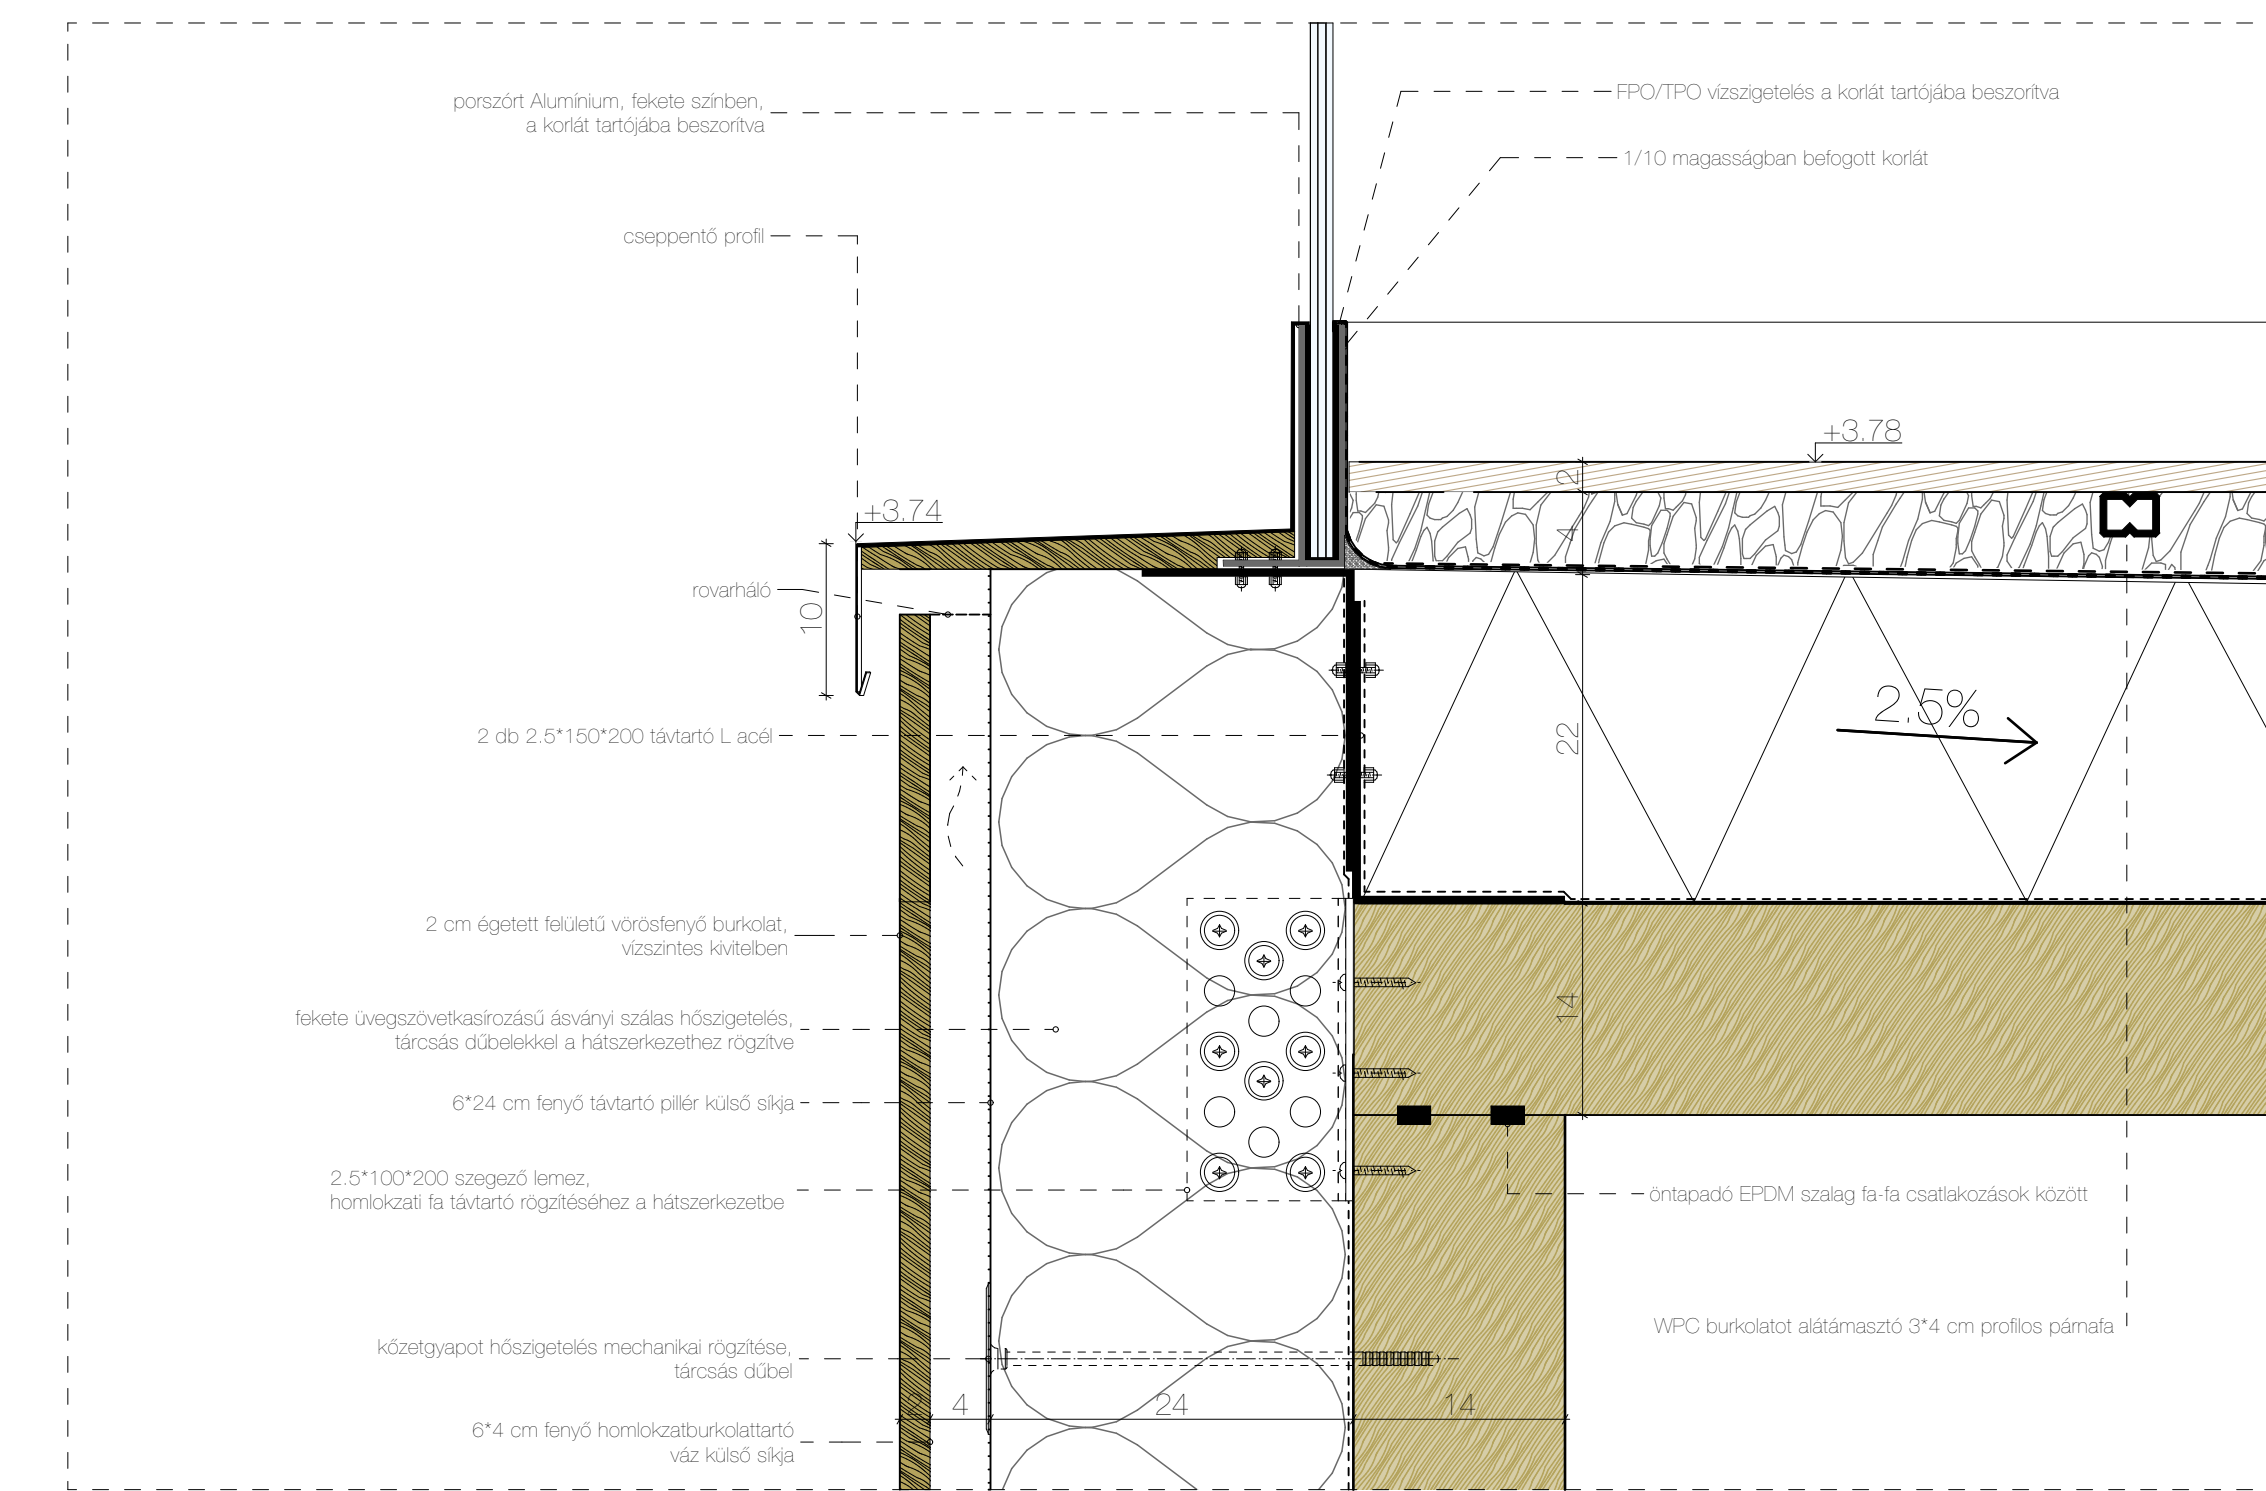 porszórt Alumínium, fekete színben,
a korlát tartójába beszorítva
FPO/TPO vízszigetelés a korlát tartójába beszorítva
1/10 magasságban befogott korlát
cseppentő profil
+3.78
+3.74
2
4
rovarháló
10
2 db 2.5*150*200 távtartó L acél
22
2.5%
2 cm égetett felületű vörösfenyő burkolat,
vízszintes kivitelben
fekete üvegszövetkasírozású ásványi szálas hőszigetelés,
tárcsás dűbelekkel a hátszerkezethez rögzítve
14
6*24 cm fenyő távtartó pillér külső síkja
2.5*100*200 szegező lemez,
homlokzati fa távtartó rögzítéséhez a hátszerkezetbe
öntapadó EPDM szalag fa-fa csatlakozások között
WPC burkolatot alátámasztó 3*4 cm profilos párnafa
kőzetgyapot hőszigetelés mechanikai rögzítése,
tárcsás dűbel
2 4 24 14
6*4 cm fenyő homlokzatburkolattartó
váz külső síkja